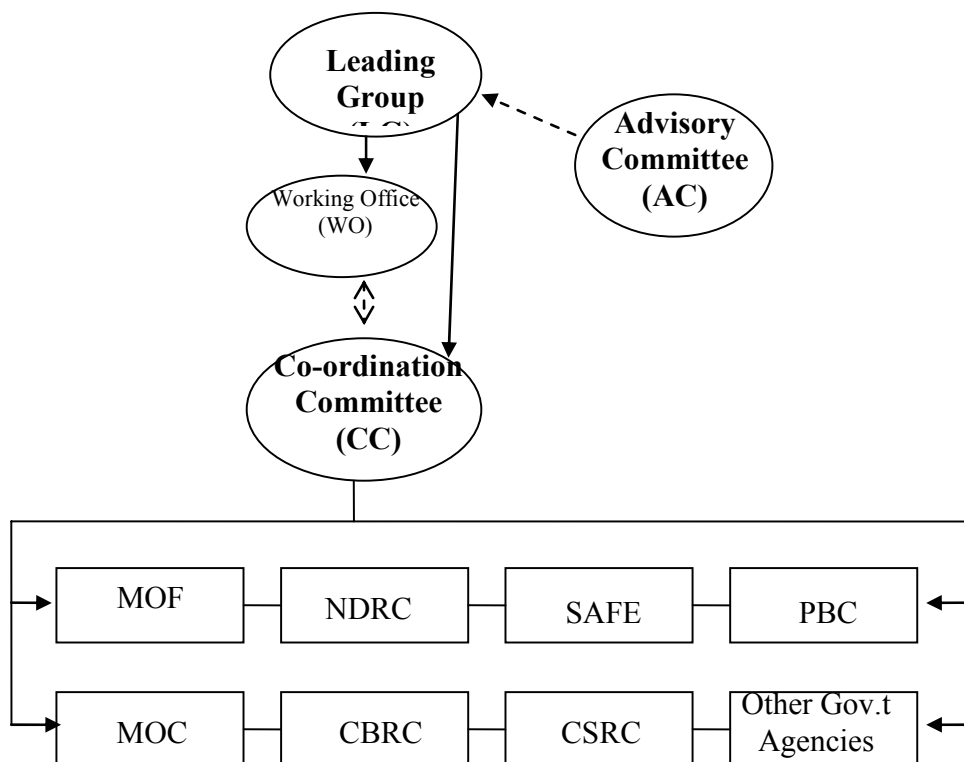 Leading
Group
Advisory
Committee
(AC)
Working Office
(WO)
Co-ordination
Committee
(CC)
MOF
NDRC
SAFE
PBC
MOC
CBRC
CSRC
Other Gov.t
Agencies